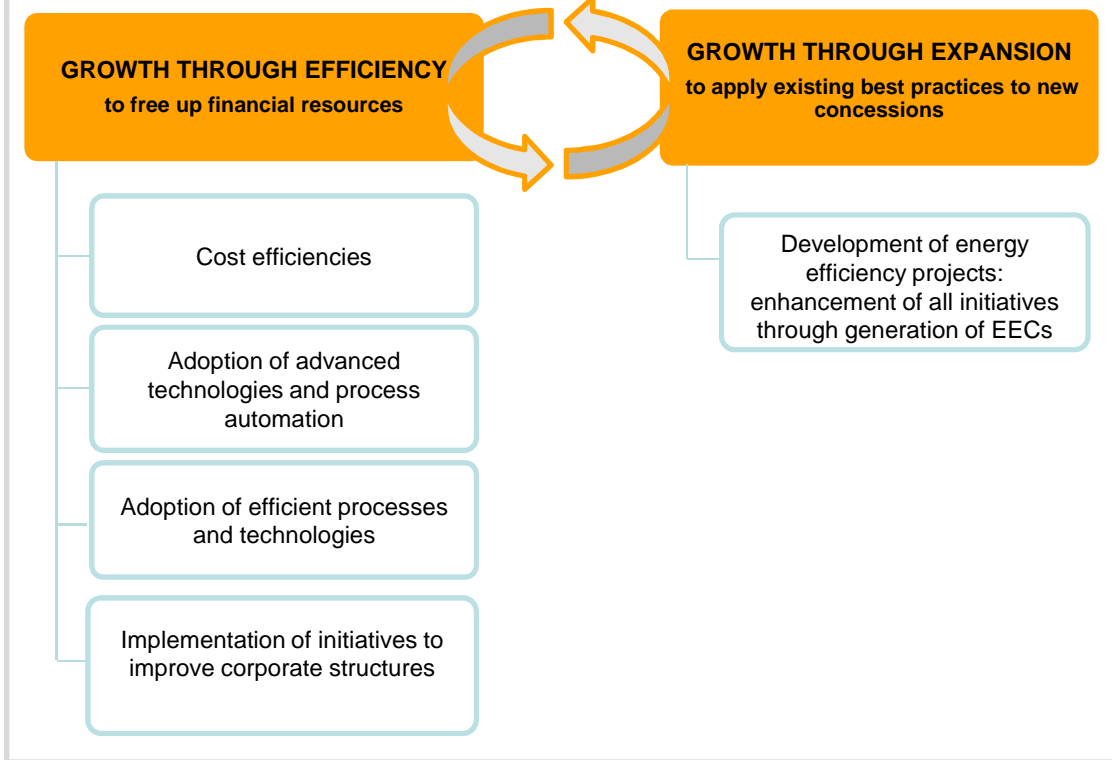 GROWTH THROUGH EFFICIENCY
to free up financial resources
Cost efficiencies
Adoption of advanced
technologies and process
automation
Adoption of efficient processes
and technologies
Implementation of initiatives to
improve corporate structures
GROWTH THROUGH EXPANSION
to apply existing best practices to new
concessions
Development of energy
efficiency projects:
enhancement of all initiatives
through generation of EECs